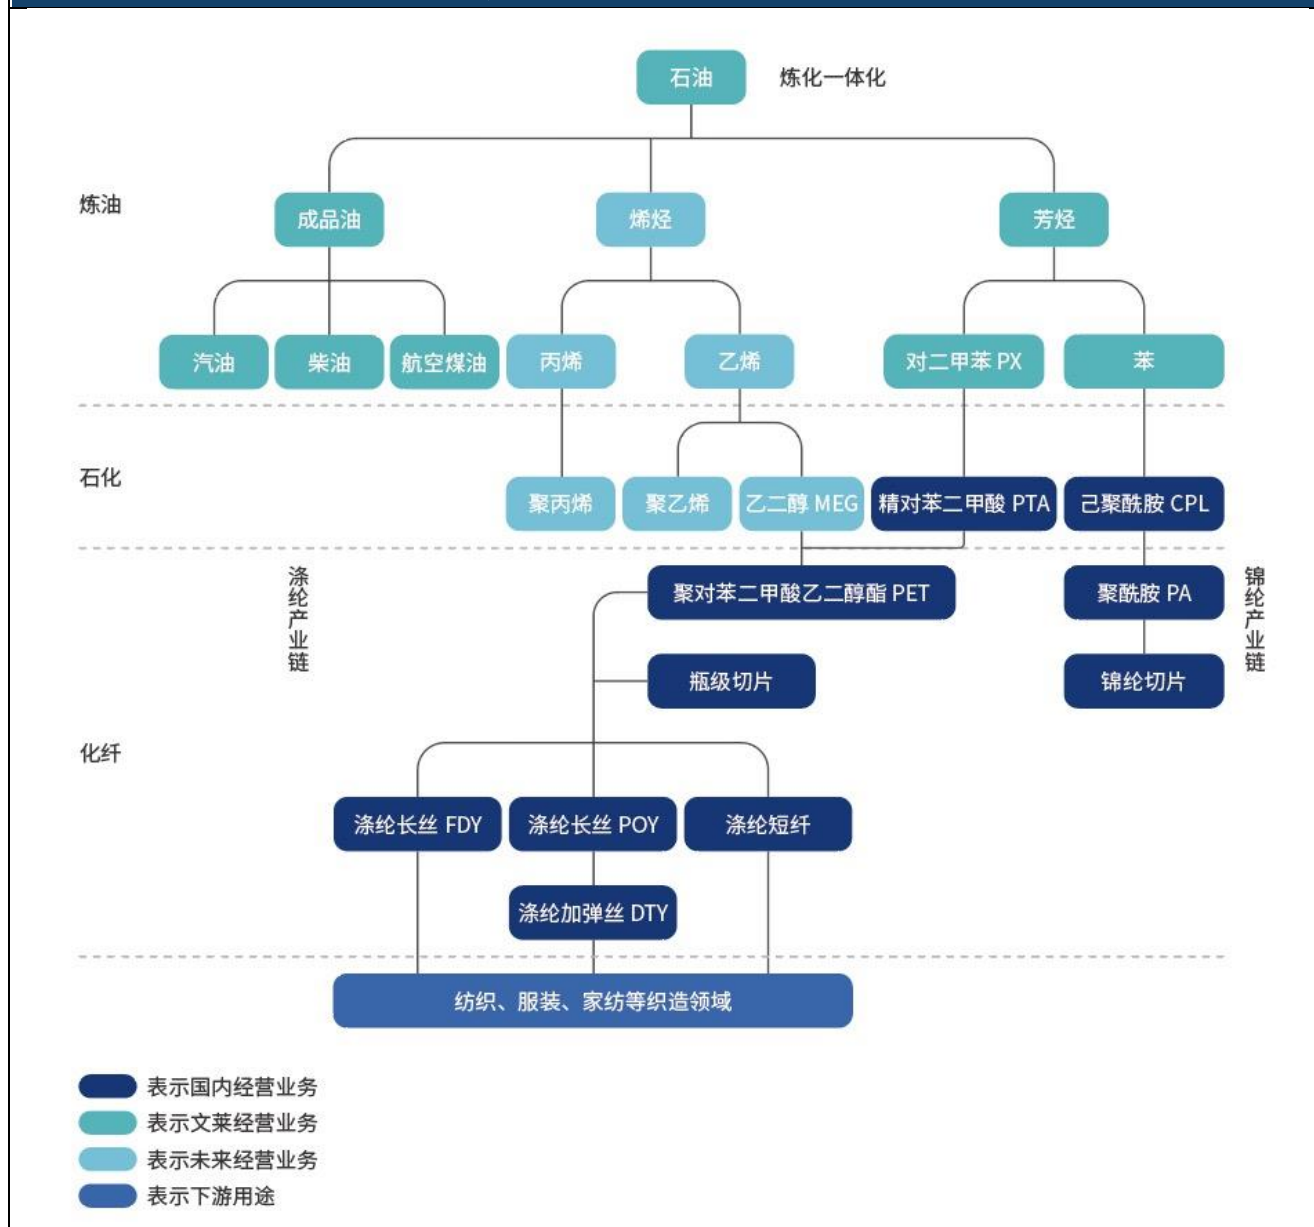 石油
炼化一体化
炼油
成品油
烯烃
芳烃
汽油
柴油
航空煤油
丙烯
乙烯
对二甲苯 PX
苯
石化
聚丙烯
聚乙烯
乙二醇 MEG
精对苯二甲酸 PTA
己聚酰胺 CPL
涤纶产业链
聚对苯二甲酸乙二醇酯 PET
聚酰胺 PA
锦纶产业链
瓶级切片
锦纶切片
化纤
涤纶长丝 FDY
涤纶长丝 POY
涤纶短纤
涤纶加弹丝 DTY
纺织、服装、家纺等织造领域
表示国内经营业务
表示文莱经营业务
表示未来经营业务
表示下游用途